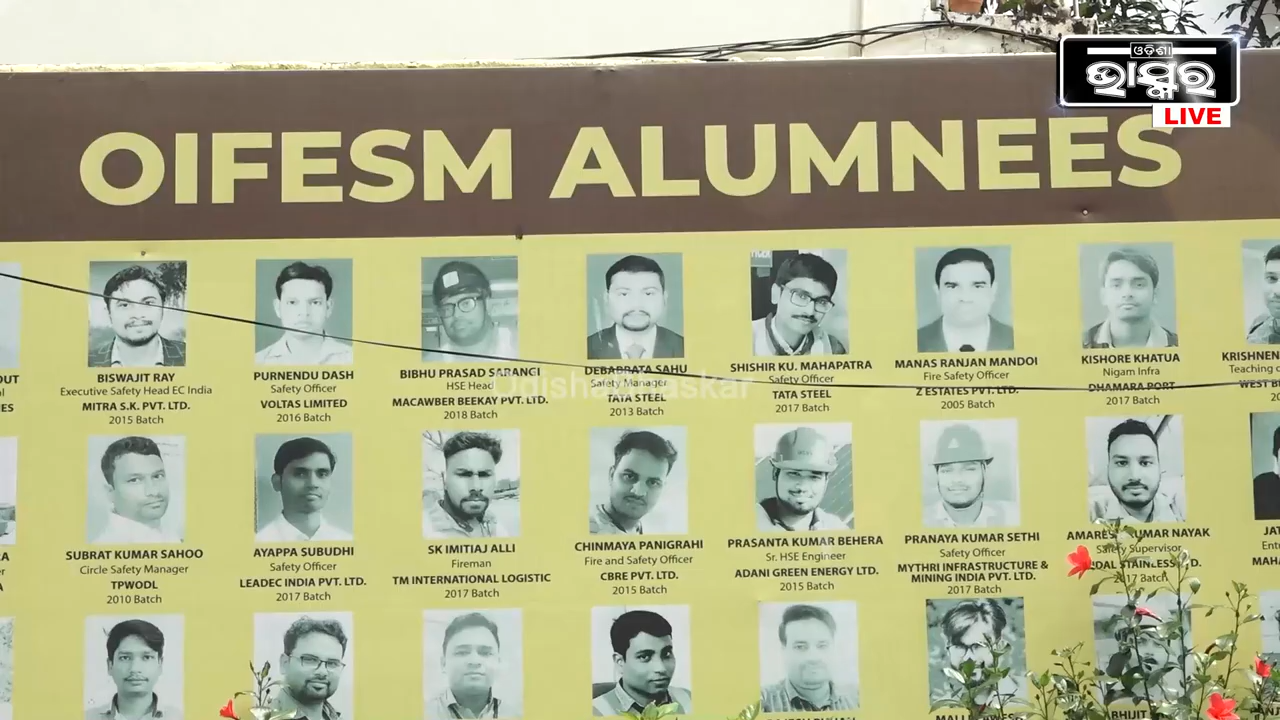 ଓଡ଼ିଶା
ଭାସ୍କର
LIVE
OIFESM ALUMNEES
BISWAJIT RAY
Executive Safety Head EC India
MITRA S.K. PVT. LTD.
2015 Batch
PURNENDU DASH
Safety Officer
VOLTAS LIMITED
2016 Batch
BIBHU PRASAD SARANGI
HSE Head
MACAWBER BEEKAY PVT. LTD.
2018 Batch
DEBABRATA SAHU
Safety Manager
TATA STEEL
2013 Batch
SHISHIR KU. MAHAPATRA
Safety Officer
TATA STEEL
2017 Batch
MANAS RANJAN MANDOI
Fire Safety Officer
Z ESTATES PVT. LTD.
2005 Batch
KISHORE KHATUA
Nigam Infra
DHAMARA PORT
2017 Batch
Odisha Bhaskar
SUBRAT KUMAR SAHOO
Circle Safety Manager
TPWODL
2010 Batch
AYAPPA SUBUDHI
Safety Officer
LEADEC INDIA PVT. LTD.
2017 Batch
SK IMITIAJ ALLI
Fireman
TM INTERNATIONAL LOGISTIC
2017 Batch
CHINMAYA PANIGRAHI
Fire and Safety Officer
CBRE PVT. LTD.
2015 Batch
PRASANTA KUMAR BEHERA
Sr. HSE Engineer
ADANI GREEN ENERGY LTD.
2015 Batch
PRANAYA KUMAR SETHI
Safety Officer
MYTHRI INFRASTRUCTURE &
MINING INDIA PVT. LTD.
2017 Batch
KUMAR NAYAK
Safety Supervisor
2017 Batch